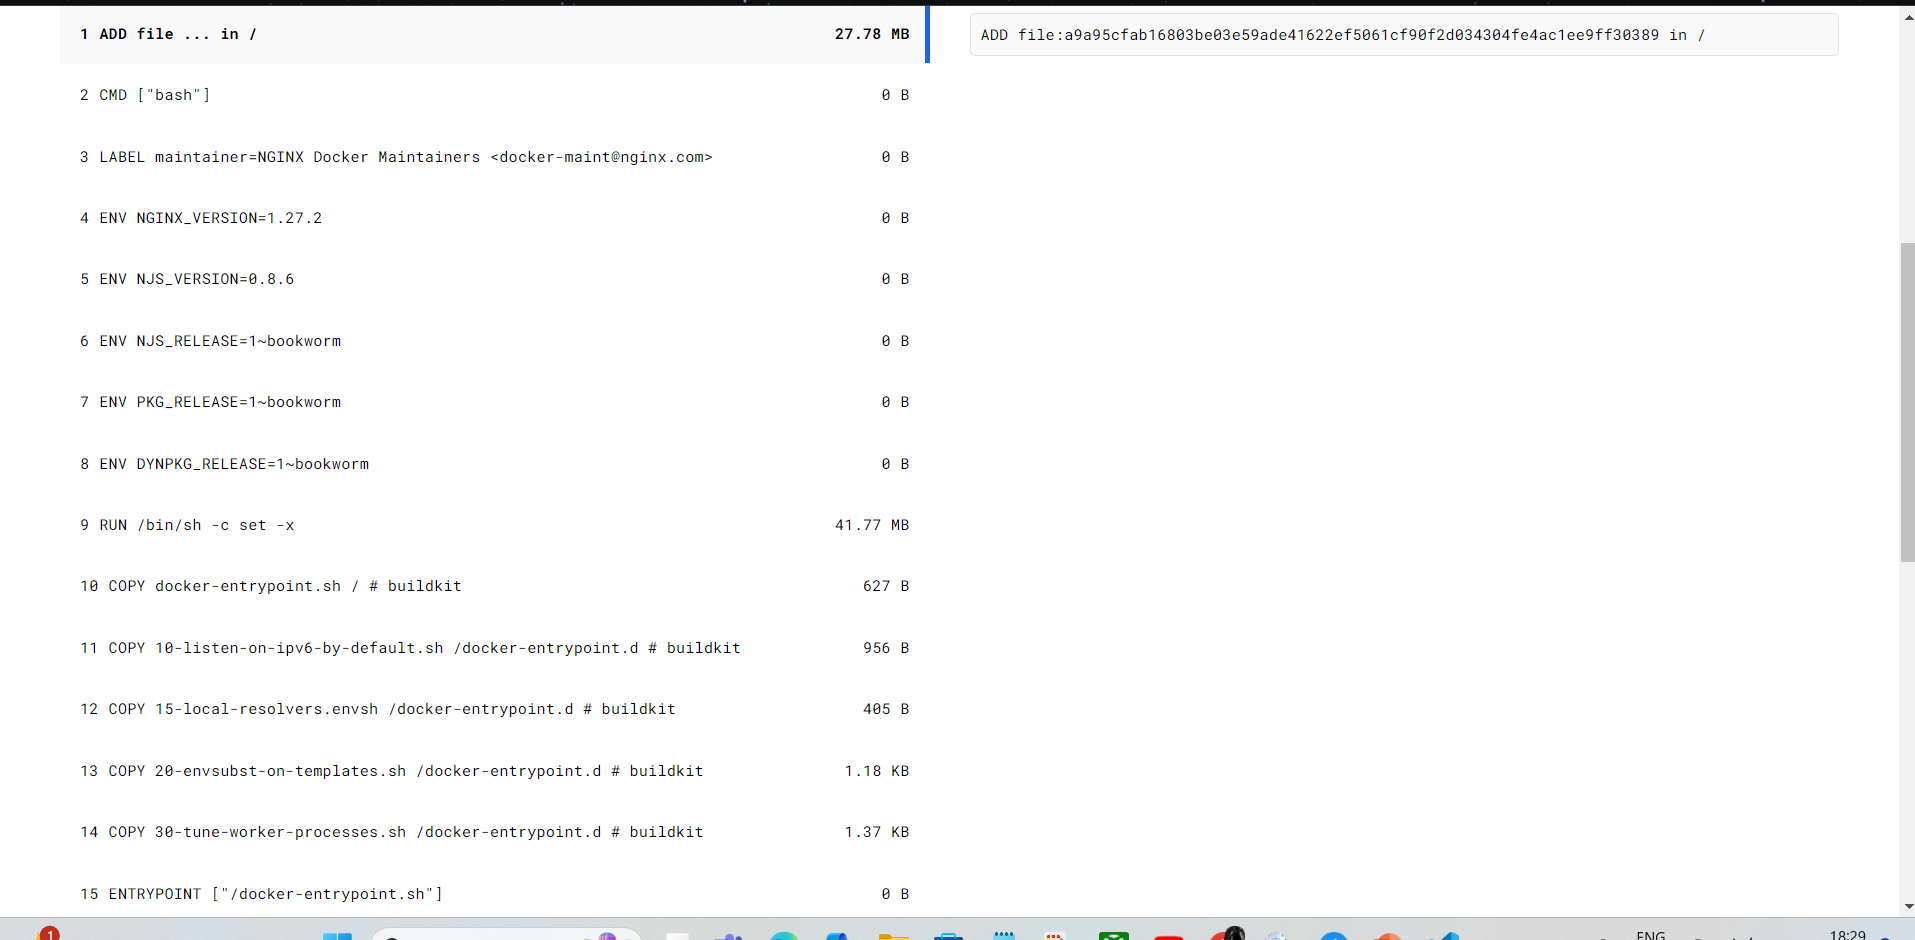 1 ADD file ... in / 27.78 MB
ADD file:a9a95cfab16803be03e59ade41622ef5061cf90f2d034304fe4ac1ee9ff30389 in /
2 CMD ["bash"] 0 B
3 LABEL maintainer=NGINX Docker Maintainers <docker-maint@nginx.com> 0 B
4 ENV NGINX_VERSION=1.27.2 0 B
5 ENV NJS_VERSION=0.8.6 0 B
6 ENV NJS_RELEASE=1~bookworm 0 B
7 ENV PKG_RELEASE=1~bookworm 0 B
8 ENV DYNPKG_RELEASE=1~bookworm 0 B
9 RUN /bin/sh -c set -x 41.77 MB
10 COPY docker-entrypoint.sh / # buildkit 627 B
11 COPY 10-listen-on-ipv6-by-default.sh /docker-entrypoint.d # buildkit 956 B
12 COPY 15-local-resolvers.envsh /docker-entrypoint.d # buildkit 405 B
13 COPY 20-envsubst-on-templates.sh /docker-entrypoint.d # buildkit 1.18 KB
14 COPY 30-tune-worker-processes.sh /docker-entrypoint.d # buildkit 1.37 KB
15 ENTRYPOINT ["/docker-entrypoint.sh"] 0 B
1
ENG
18:29